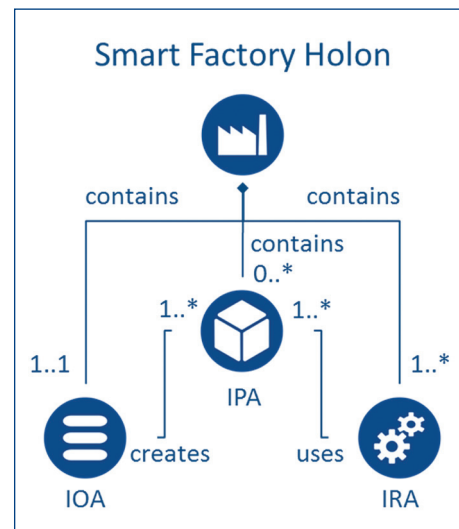 Smart Factory Holon
contains
contains
contains
0..*
1..*
1..*
1..1
1..*
IPA
creates
uses
IOA
IRA